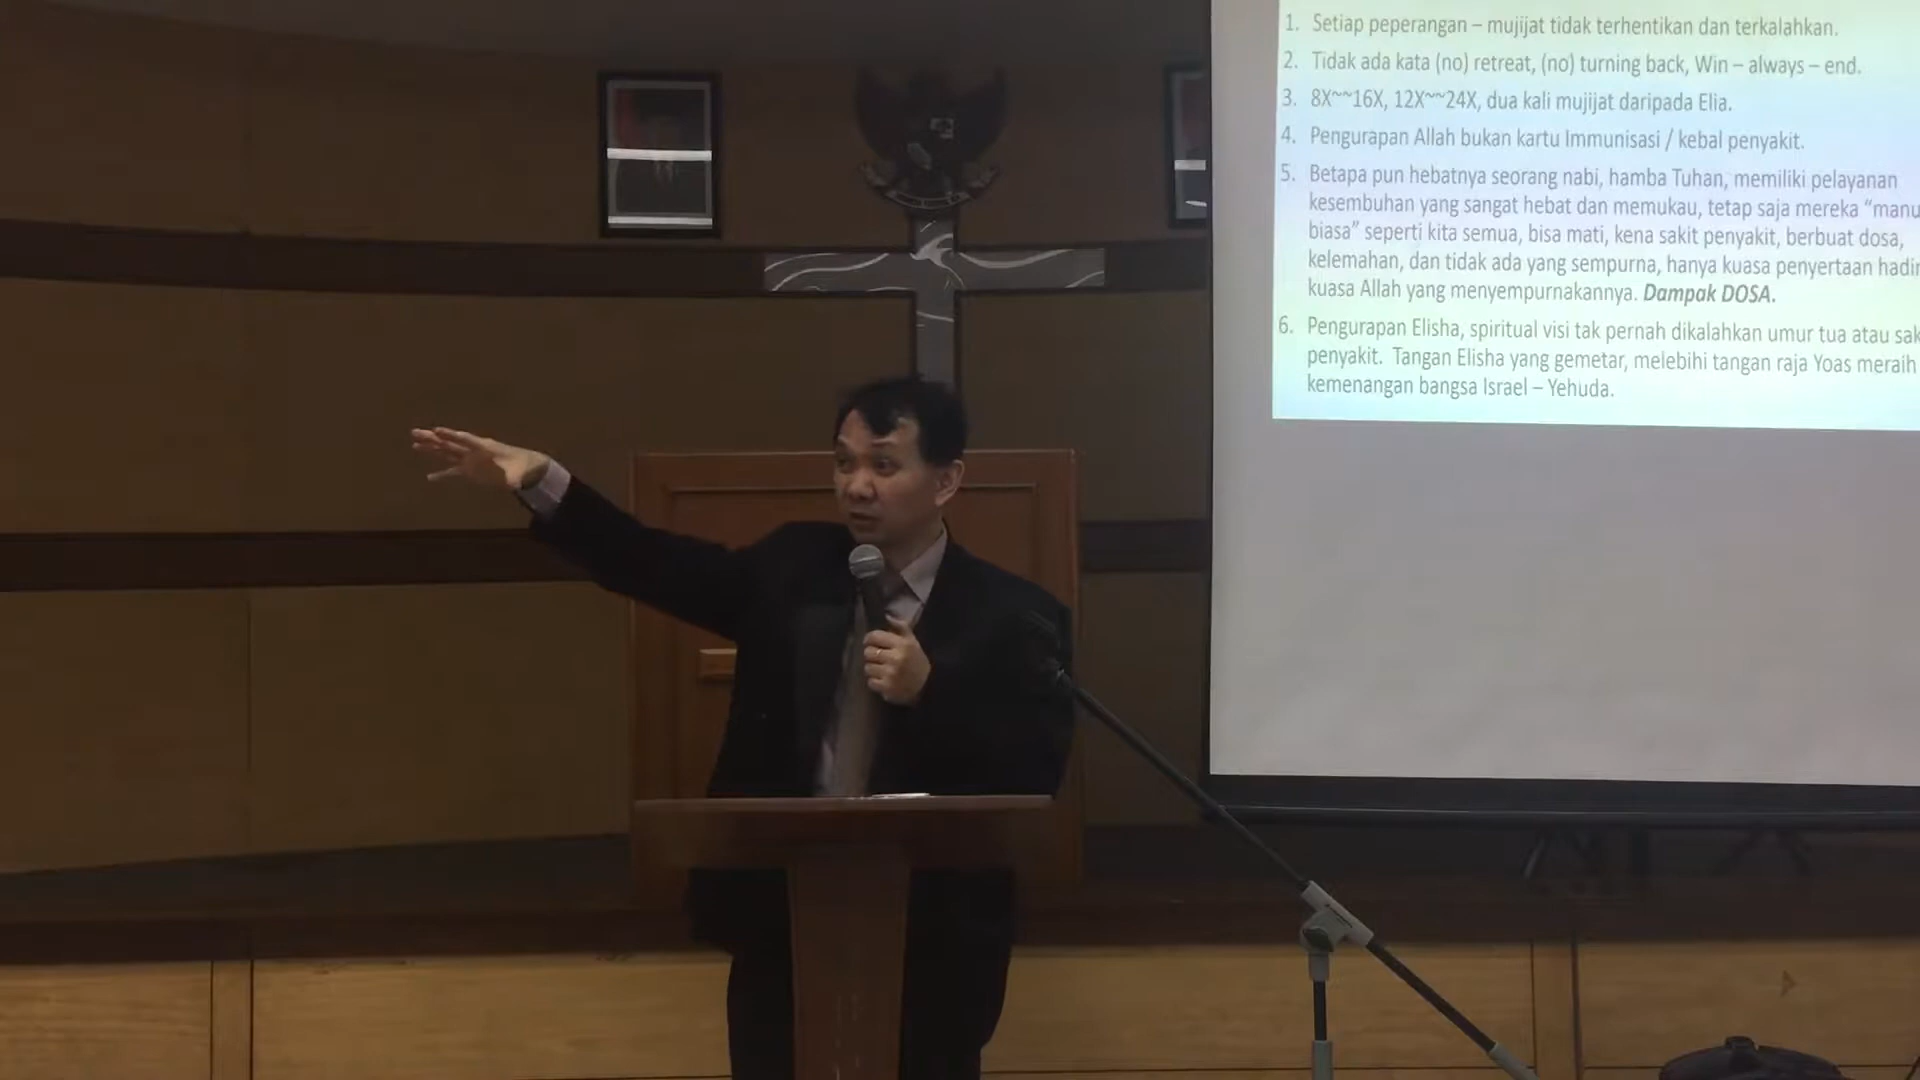 1. Setiap peperangan – mujijat tidak terhentikan dan terkalahkan.
2. Tidak ada kata (no) retreat, (no) turning back, Win – always – end.
3. 8X~~16X, 12X~~24X, dua kali mujijat daripada Elia.
4. Pengurapan Allah bukan kartu Immunisasi / kebal penyakit.
5. Betapa pun hebatnya seorang nabi, hamba Tuhan, memiliki pelayanan
kesembuhan yang sangat hebat dan memukau, tetap saja mereka “manu
biasa” seperti kita semua, bisa mati, kena sakit penyakit, berbuat dosa,
kelemahan, dan tidak ada yang sempurna, hanya kuasa penyertaan hadir
kuasa Allah yang menyempurnakannya. Dampak DOSA.
6. Pengurapan Elisha, spiritual visi tak pernah dikalahkan umur tua atau sak
penyakit. Tangan Elisha yang gemetar, melebihi tangan raja Yoas meraih
kemenangan bangsa Israel – Yehuda.